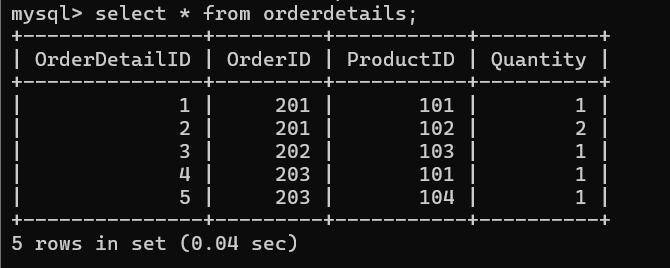 mysql> select * from orderdetails;
+---------------+---------+-----------+----------+
| OrderDetailID | OrderID | ProductID | Quantity |
+---------------+---------+-----------+----------+
|             1 |     201 |       101 |        1 |
|             2 |     201 |       102 |        2 |
|             3 |     202 |       103 |        1 |
|             4 |     203 |       101 |        1 |
|             5 |     203 |       104 |        1 |
+---------------+---------+-----------+----------+
5 rows in set (0.04 sec)